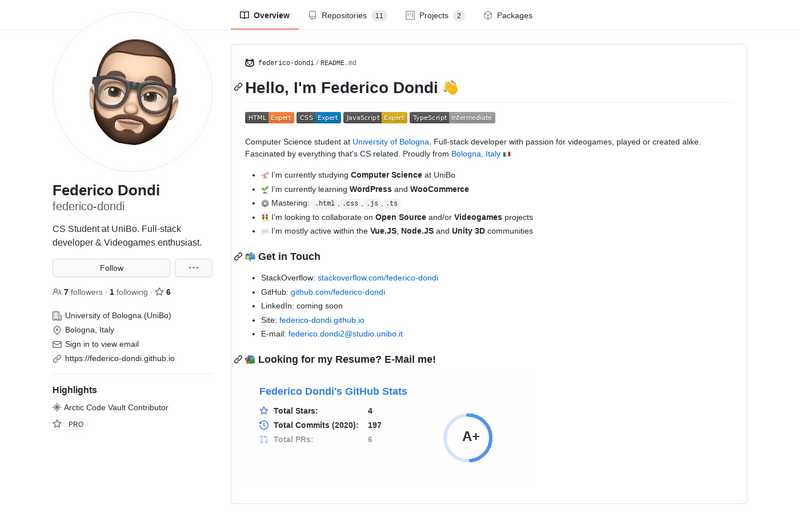 Overview Repositories 11 Projects 2 Packages
Federico Dondi
federico-dondi
CS Student at UniBo. Full-stack
developer & Videogames enthusiast.
Follow ...
7 followers · 1 following · 6
University of Bologna (UniBo)
Bologna, Italy
Sign in to view email
https://federico-dondi.github.io
Highlights
Arctic Code Vault Contributor
PRO
federico-dondi/README.md
Hello, I'm Federico Dondi 👋
HTML Expert CSS Expert JavaScript Expert TypeScript Intermediate
Computer Science student at University of Bologna. Full-stack developer with passion for videogames, played or created alike.
Fascinated by everything that's CS related. Proudly from Bologna, Italy 🇮🇹
I'm currently studying Computer Science at UniBo
I'm currently learning WordPress and WooCommerce
Mastering: .html, .css, .js, .ts
I'm looking to collaborate on Open Source and/or Videogames projects
I'm mostly active within the Vue.JS, Node.JS and Unity 3D communities
Get in Touch
StackOverflow: stackoverflow.com/federico-dondi
GitHub: github.com/federico-dondi
LinkedIn: coming soon
Site: federico-dondi.github.io
E-mail: federico.dondi2@studio.unibo.it
Looking for my Resume? E-Mail me!
Federico Dondi's GitHub Stats
Total Stars: 4
Total Commits (2020): 197
Total PRs: 6
A+